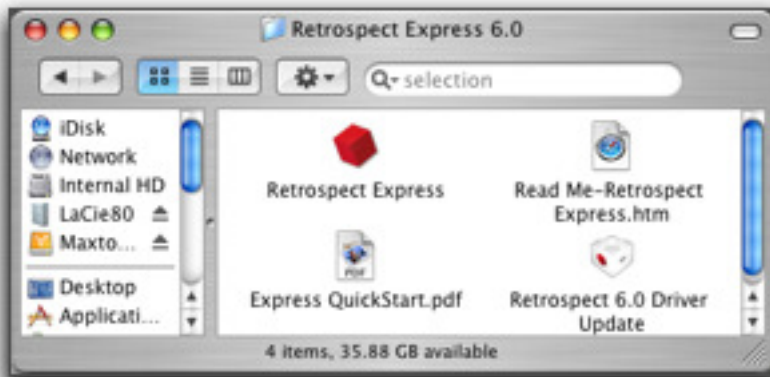 Retrospect Express 6.0
selection
iDisk
Network
Internal HD
LaCie80
Maxto...
Desktop
Applicati...
Retrospect Express
Read Me-Retrospect
Express.htm
PDF
Express QuickStart.pdf
Retrospect 6.0 Driver
Update
4 items, 35.88 GB available